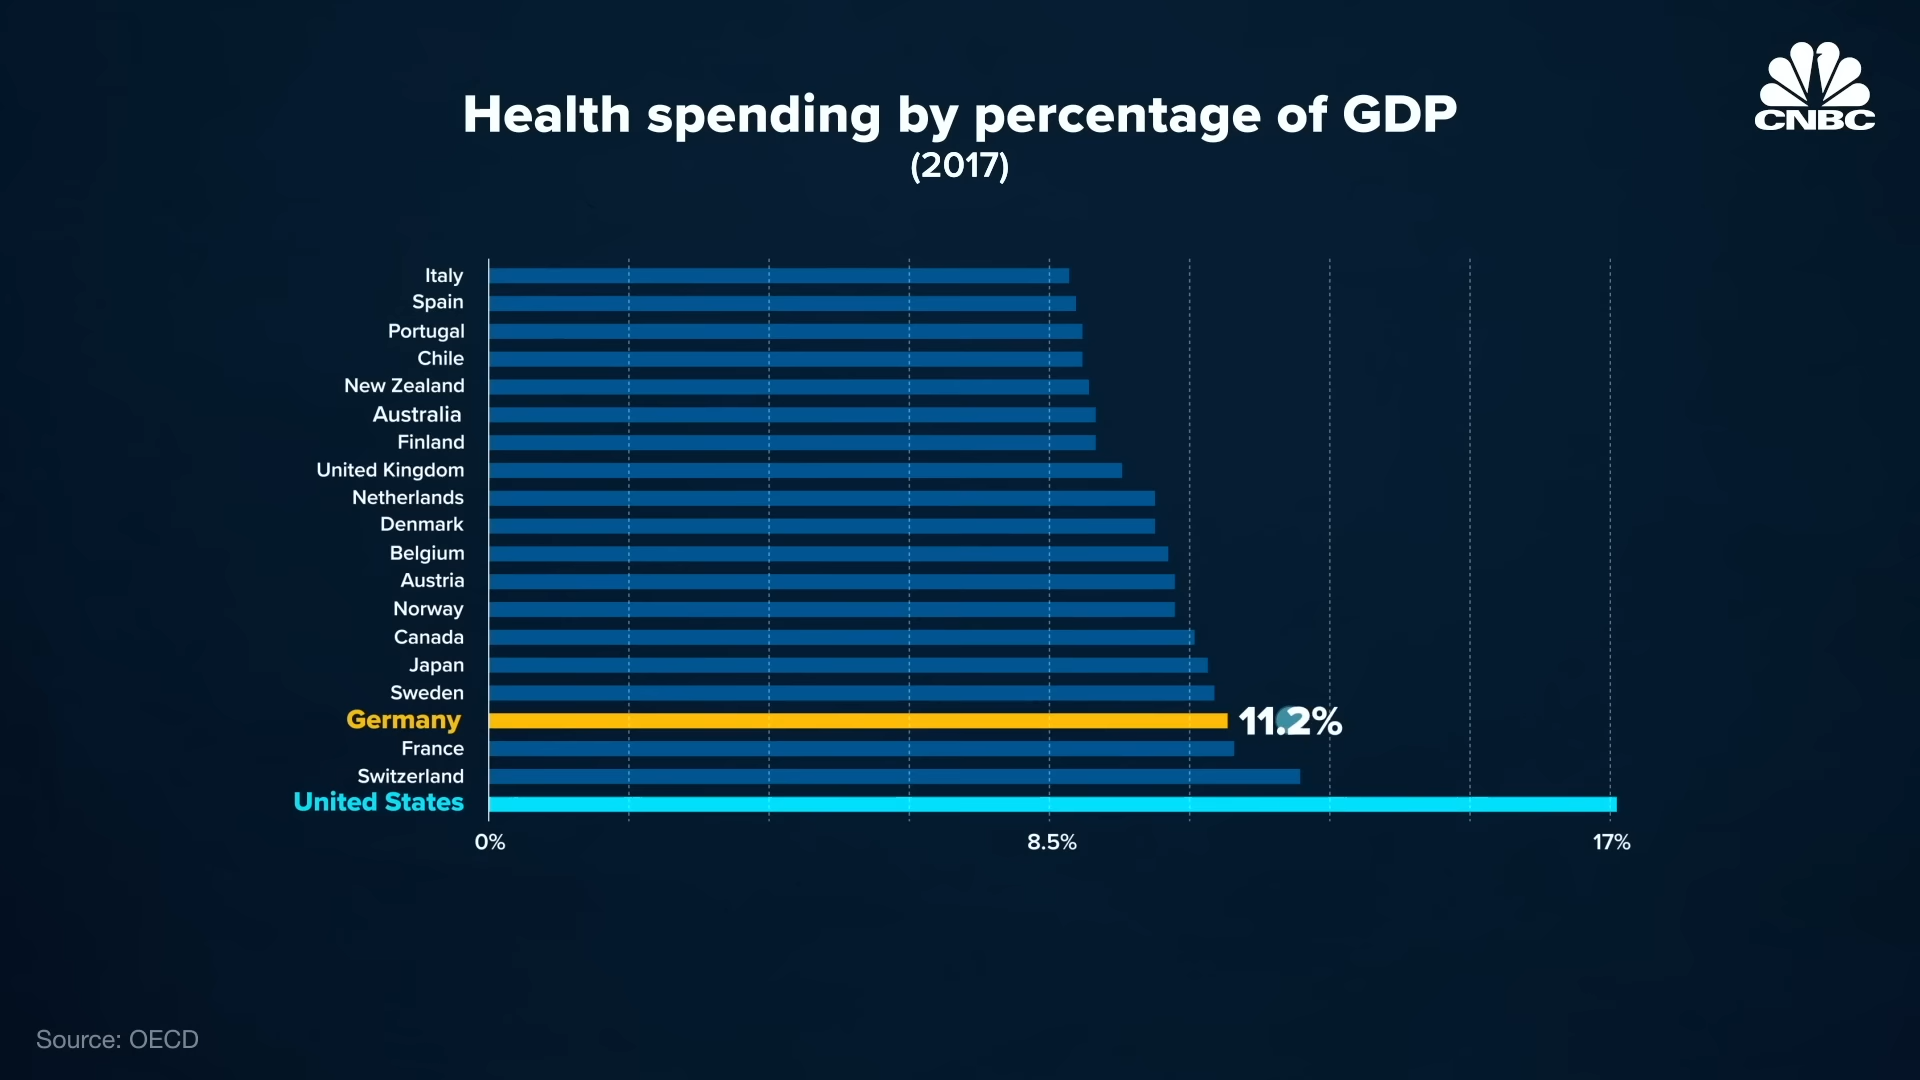 CNBC
Health spending by percentage of GDP
(2017)
Italy
Spain
Portugal
Chile
New Zealand
Australia
Finland
United Kingdom
Netherlands
Denmark
Belgium
Austria
Norway
Canada
Japan
Sweden
Germany 11.2%
France
Switzerland
United States
0% 8.5% 17%
Source: OECD